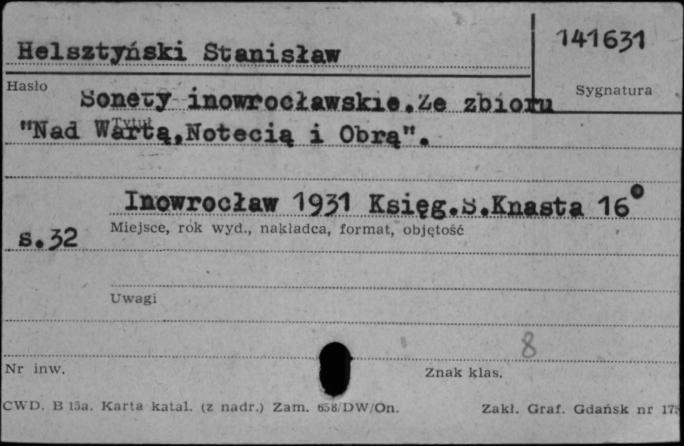 Helsztyński Stanisław
141631
Hasło
Sygnatura
Sonety inowrocławskie.Ze zbioru
Tytuł
"Nad Wartą,Notecią i Obrą".
Inowrocław 1931 Księg.S.Knasta 16°
Miejsce, rok wyd., nakładca, format, objętość
s.32
Uwagi
8
Nr inw.
Znak klas.
CWD. B 15a. Karta katal. (z nadr.) Zam. 658/DW/On.
Zakł. Graf. Gdańsk nr